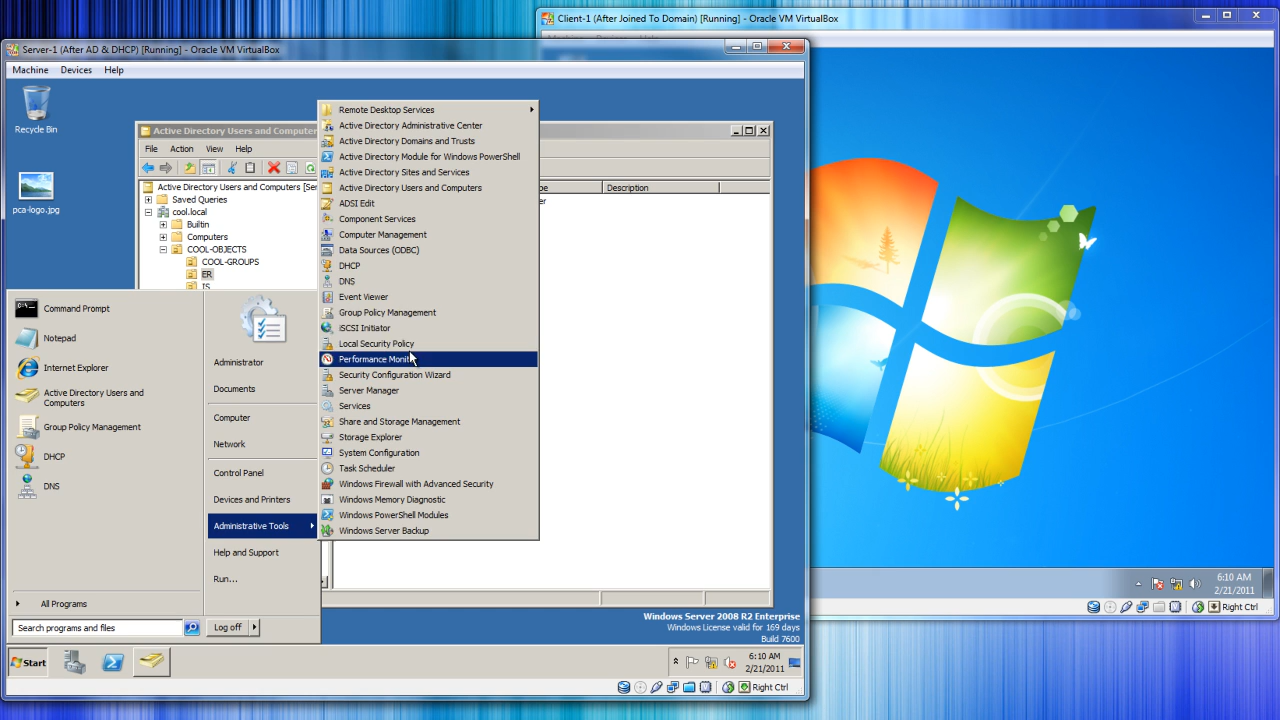 Client-1 (After Joined To Domain) [Running] - Oracle VM VirtualBox
Server-1 (After AD & DHCP) [Running] - Oracle VM VirtualBox
Machine Devices Help
Recycle Bin
pca-logo.jpg
Active Directory Users and Computer
File Action View Help
Active Directory Users and Computers [Ser
Saved Queries
cool.local
Builtin
Computers
COOL-OBJECTS
COOL-GROUPS
ER
IS
Description
Remote Desktop Services
Active Directory Administrative Center
Active Directory Domains and Trusts
Active Directory Module for Windows PowerShell
Active Directory Sites and Services
Active Directory Users and Computers
ADSI Edit
Component Services
Computer Management
Data Sources (ODBC)
DHCP
DNS
Event Viewer
Group Policy Management
iSCSI Initiator
Local Security Policy
Performance Monit
Security Configuration Wizard
Server Manager
Services
Share and Storage Management
Storage Explorer
System Configuration
Task Scheduler
Windows Firewall with Advanced Security
Windows Memory Diagnostic
Windows PowerShell Modules
Windows Server Backup
Command Prompt
Notepad
Internet Explorer
Active Directory Users and
Computers
Group Policy Management
DHCP
DNS
All Programs
Search programs and files
Administrator
Documents
Computer
Network
Control Panel
Devices and Printers
Administrative Tools
Help and Support
Run...
Log off
Windows Server 2008 R2 Enterprise
Windows License valid for 169 days
Build 7600
Start
6:10 AM
2/21/2011
Right Ctrl
6:10 AM
2/21/2011
Right Ctrl